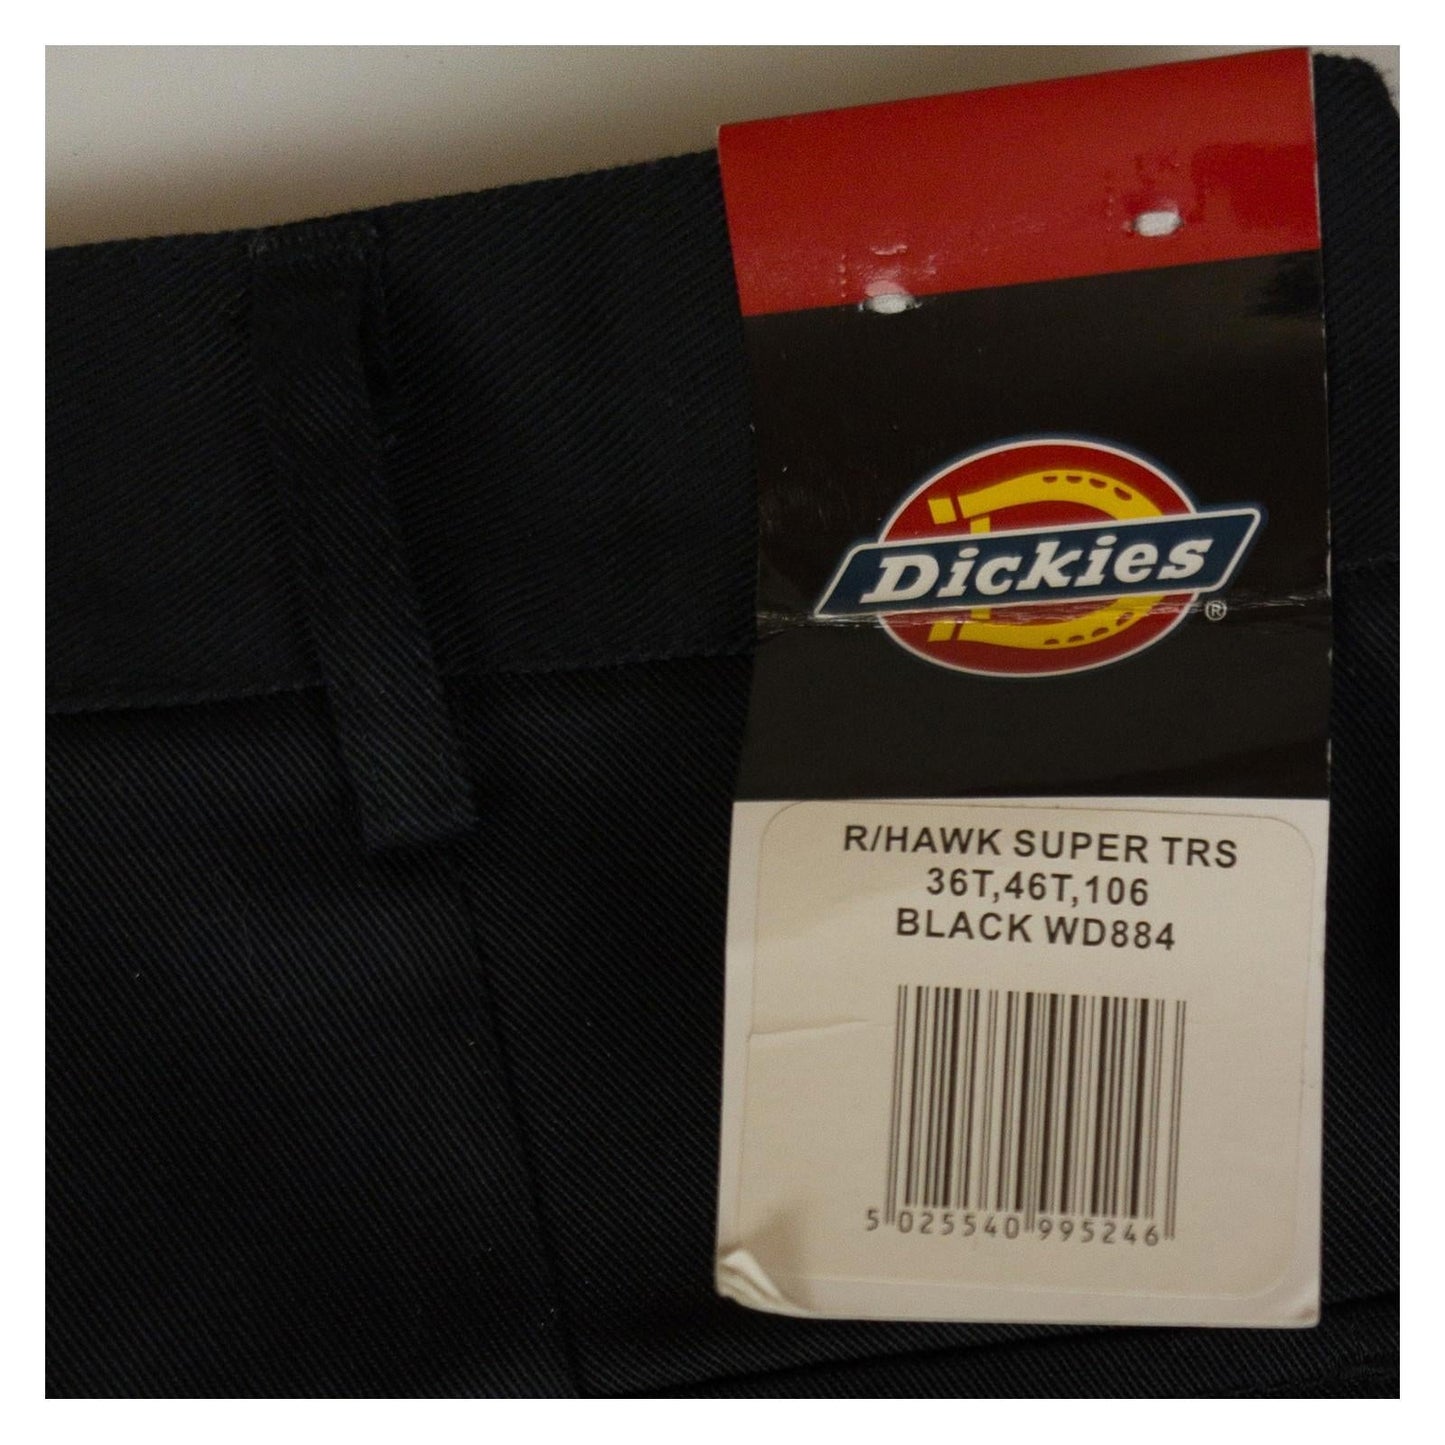 Dickies
®
R/HAWK SUPER TRS
36T,46T,106
BLACK WD884
5 025540 995246